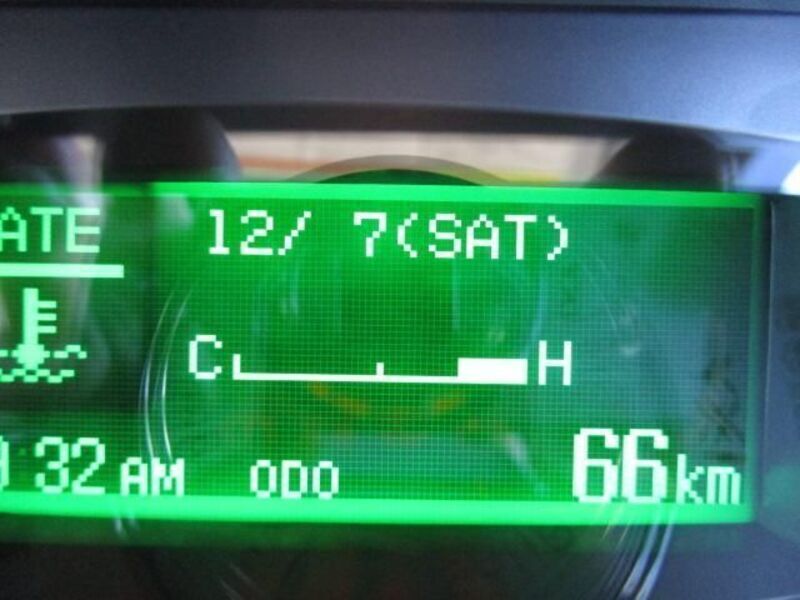 ATE 12/ 7(SAT)
C H
:32 AM ODO 66km